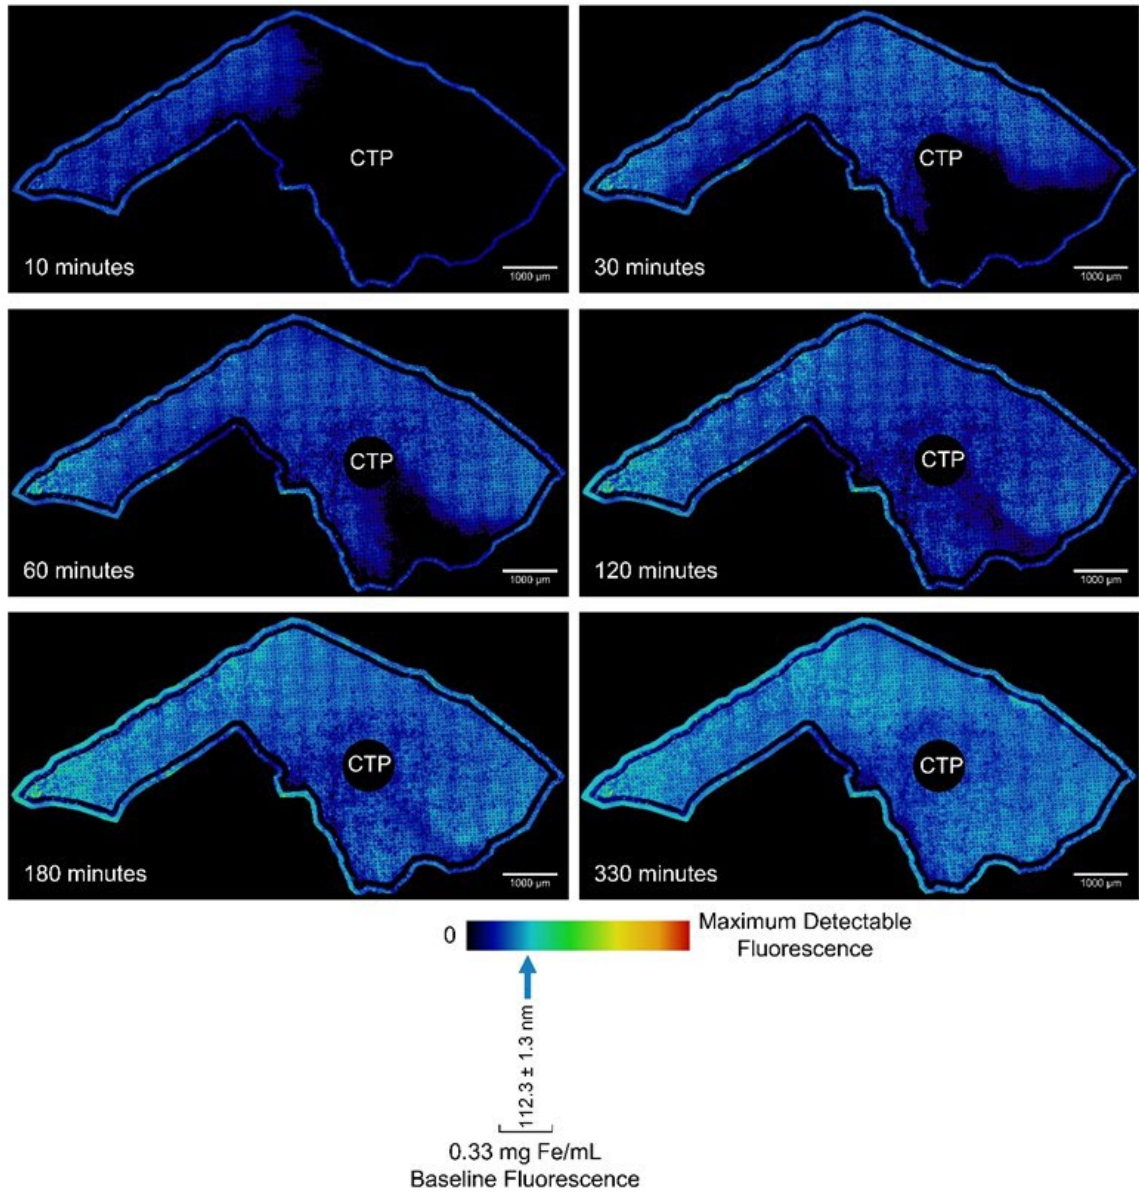 CTP
10 minutes
1000 µm
CTP
30 minutes
1000 µm
CTP
60 minutes
1000 µm
CTP
120 minutes
1000 µm
CTP
180 minutes
1000 µm
CTP
330 minutes
1000 µm
0
Maximum Detectable
Fluorescence
112.3 ± 1.3 nm
0.33 mg Fe/mL
Baseline Fluorescence